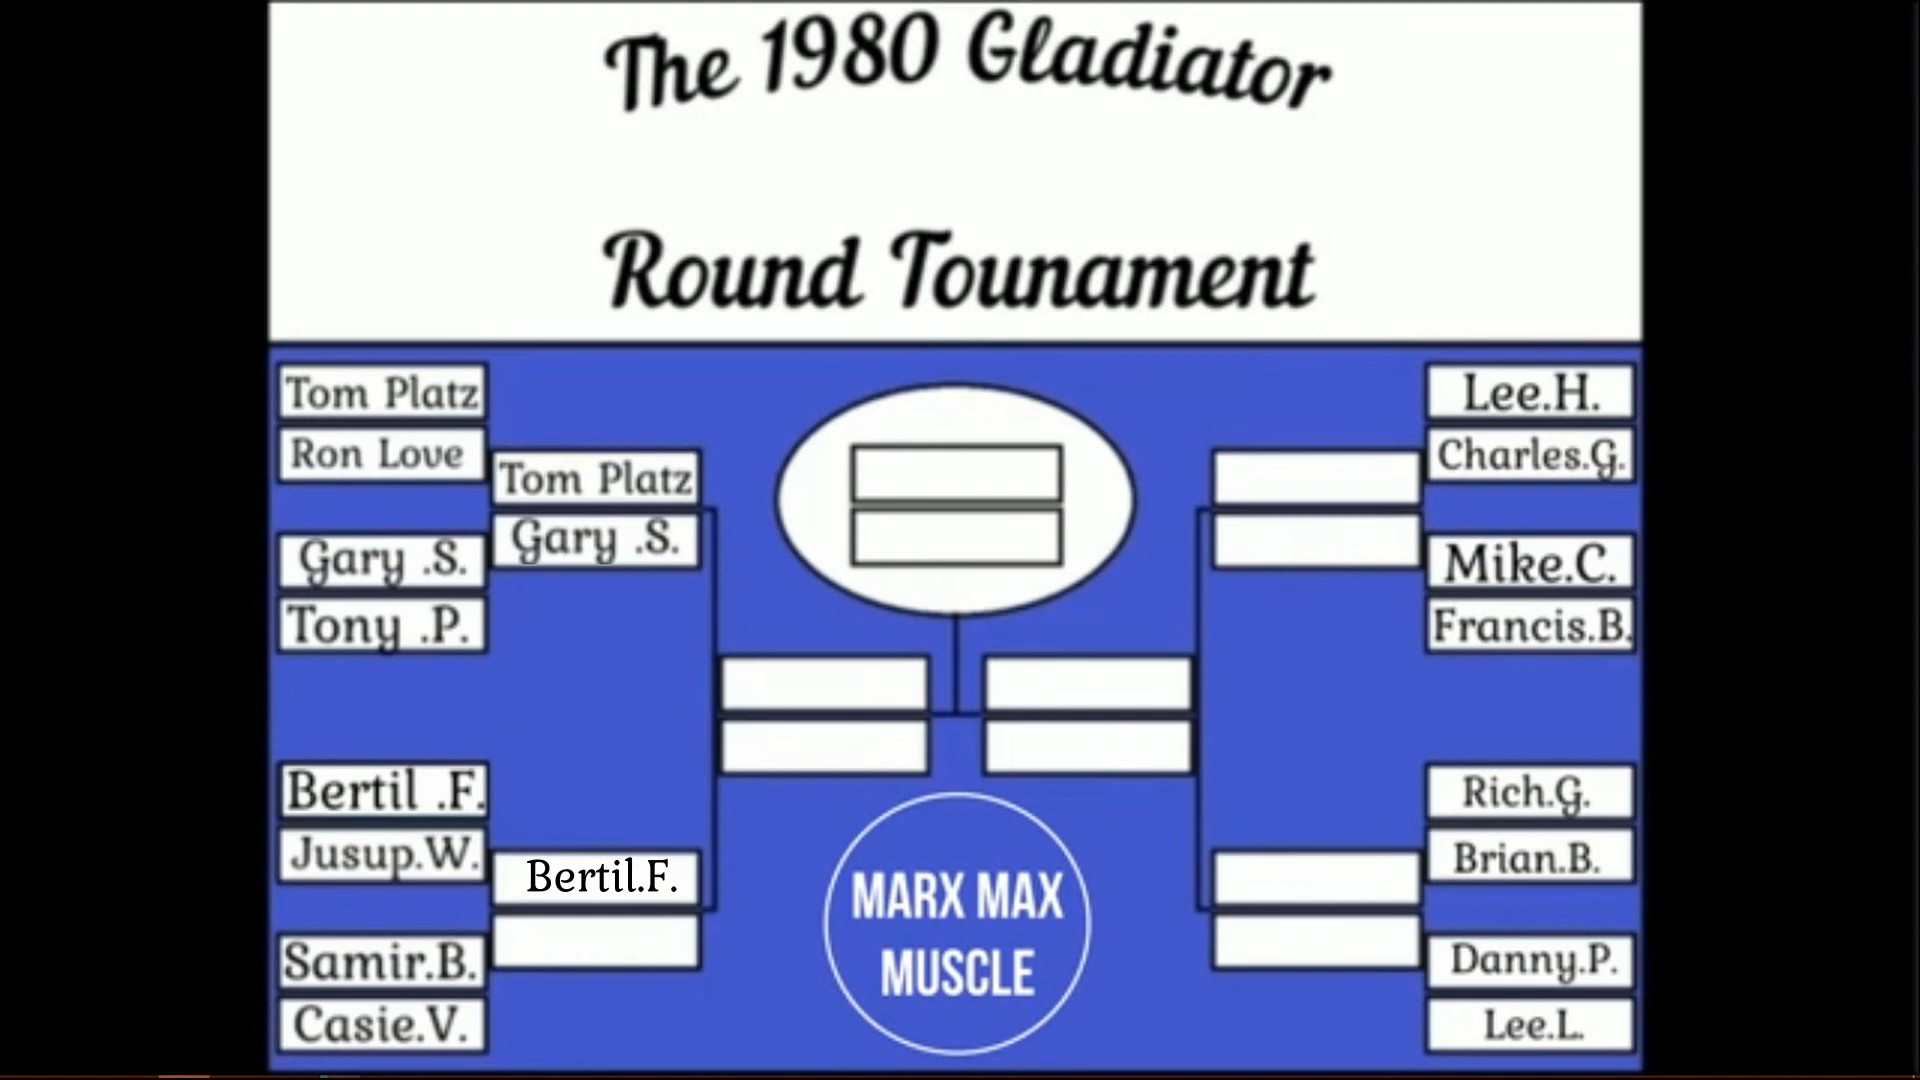 The 1980 Gladiator
Round Tounament
Tom Platz
Ron Love
Gary .S.
Tony .P.
Bertil .F.
Jusup.W.
Samir.B.
Casie.V.
Tom Platz
Gary .S.
Bertil.F.
MARX MAX
MUSCLE
Lee.H.
Charles.G.
Mike.C.
Francis.B.
Rich.G.
Brian.B.
Danny.P.
Lee.L.